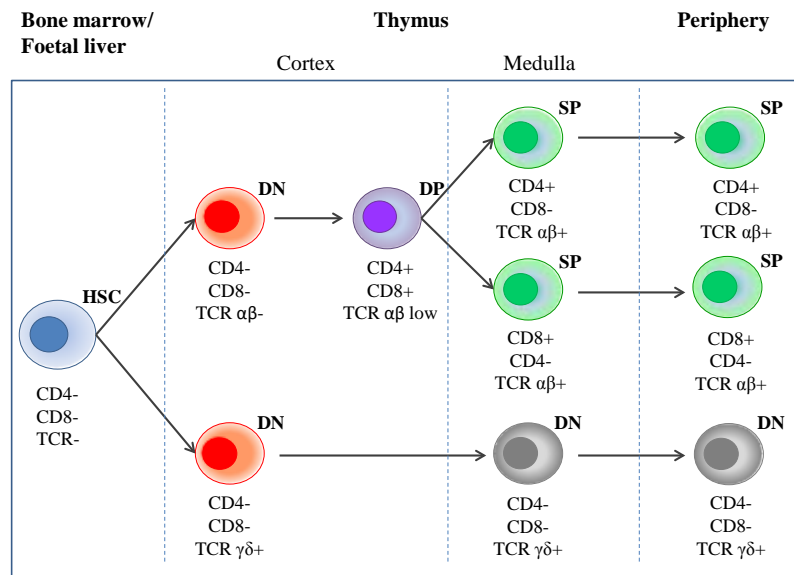 Bone marrow/
Foetal liver
Thymus
Periphery
Cortex
Medulla
HSC
CD4-
CD8-
TCR-
DN
CD4-
CD8-
TCR αβ-
DP
CD4+
CD8+
TCR αβ low
SP
CD4+
CD8-
TCR αβ+
SP
CD4+
CD8-
TCR αβ+
SP
CD8+
CD4-
TCR αβ+
SP
CD8+
CD4-
TCR αβ+
DN
CD4-
CD8-
TCR γδ+
DN
CD4-
CD8-
TCR γδ+
DN
CD4-
CD8-
TCR γδ+